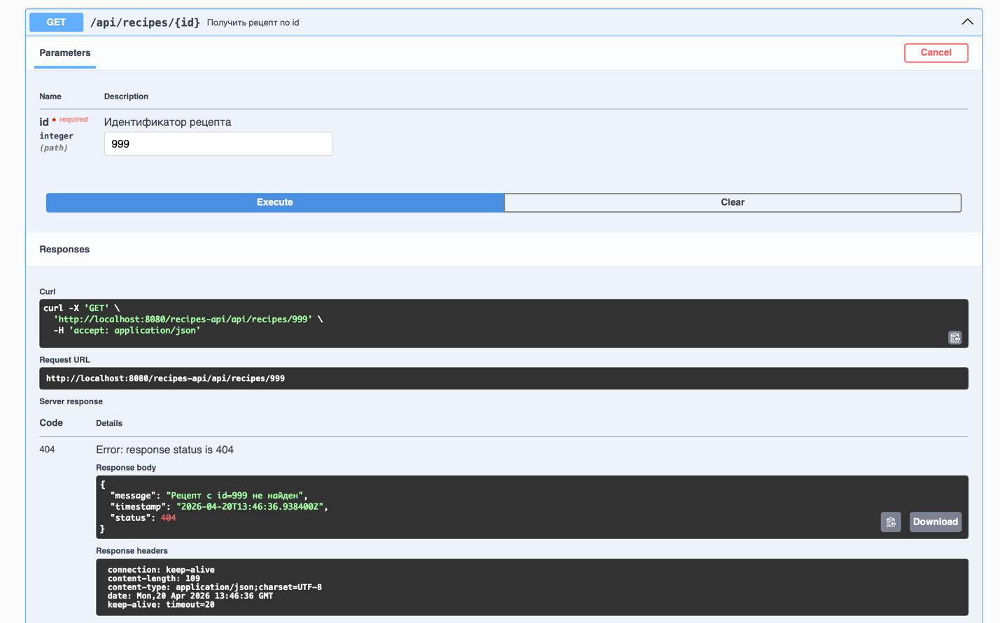 GET /api/recipes/{id} Получить рецепт по id
Parameters Cancel
Name Description
id * required Идентификатор рецепта
integer
(path)
999
Execute Clear
Responses
Curl
curl -X 'GET' \
'http://localhost:8080/recipes-api/api/recipes/999' \
-H 'accept: application/json'
Request URL
http://localhost:8080/recipes-api/api/recipes/999
Server response
Code Details
404 Error: response status is 404
Response body
{
"message": "Рецепт с id=999 не найден",
"timestamp": "2026-04-20T13:46:36.938400Z",
"status": 404
}
Download
Response headers
connection: keep-alive
content-length: 109
content-type: application/json;charset=UTF-8
date: Mon,20 Apr 2026 13:46:36 GMT
keep-alive: timeout=20